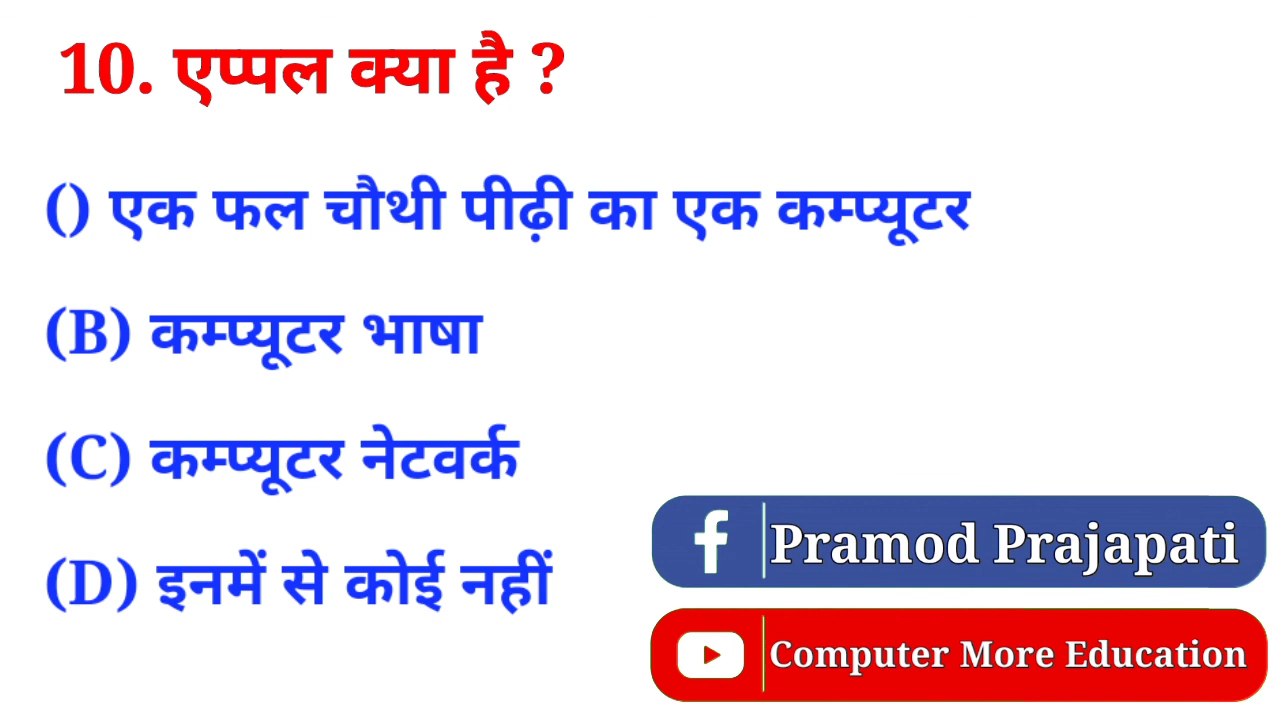 10. एप्पल क्या है ?
() एक फल चौथी पीढ़ी का एक कम्प्यूटर
(B) कम्प्यूटर भाषा
(C) कम्प्यूटर नेटवर्क
(D) इनमें से कोई नहीं
Pramod Prajapati
Computer More Education